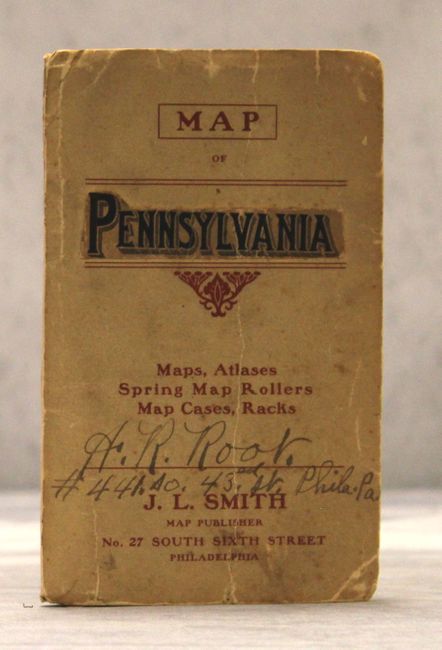 MAP
OF
PENNSYLVANIA
Maps, Atlases
Spring Map Rollers
Map Cases, Racks
H. R. Root.
# 441. So. 43rd St. Phila. Pa
J. L. SMITH
MAP PUBLISHER
No. 27 SOUTH SIXTH STREET
PHILADELPHIA